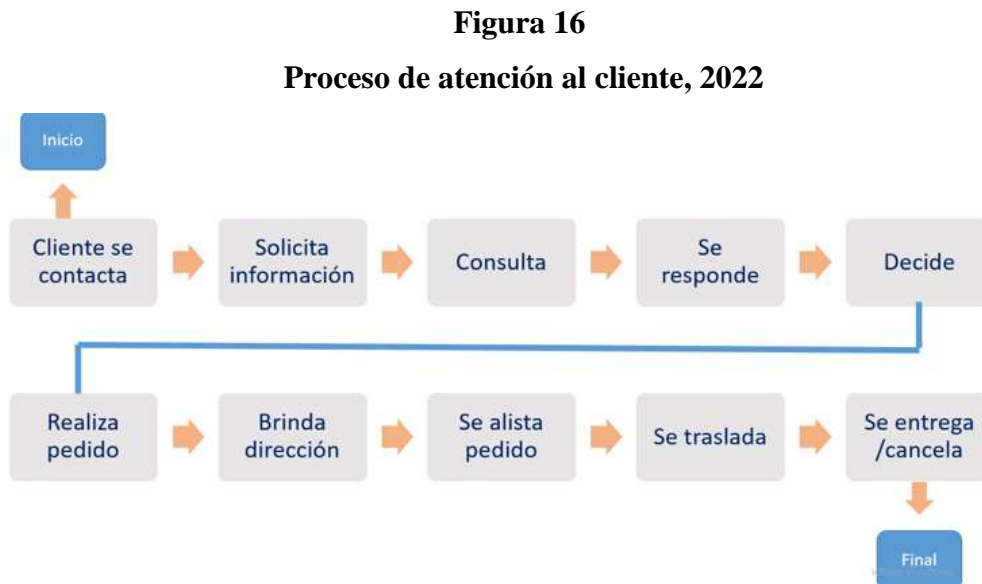 Figura 16
Proceso de atención al cliente, 2022
Inicio
Cliente se
contacta
Solicita
información
Consulta
Se
responde
Decide
Realiza
pedido
Brinda
dirección
Se alista
pedido
Se traslada
Se entrega
/cancela
Final